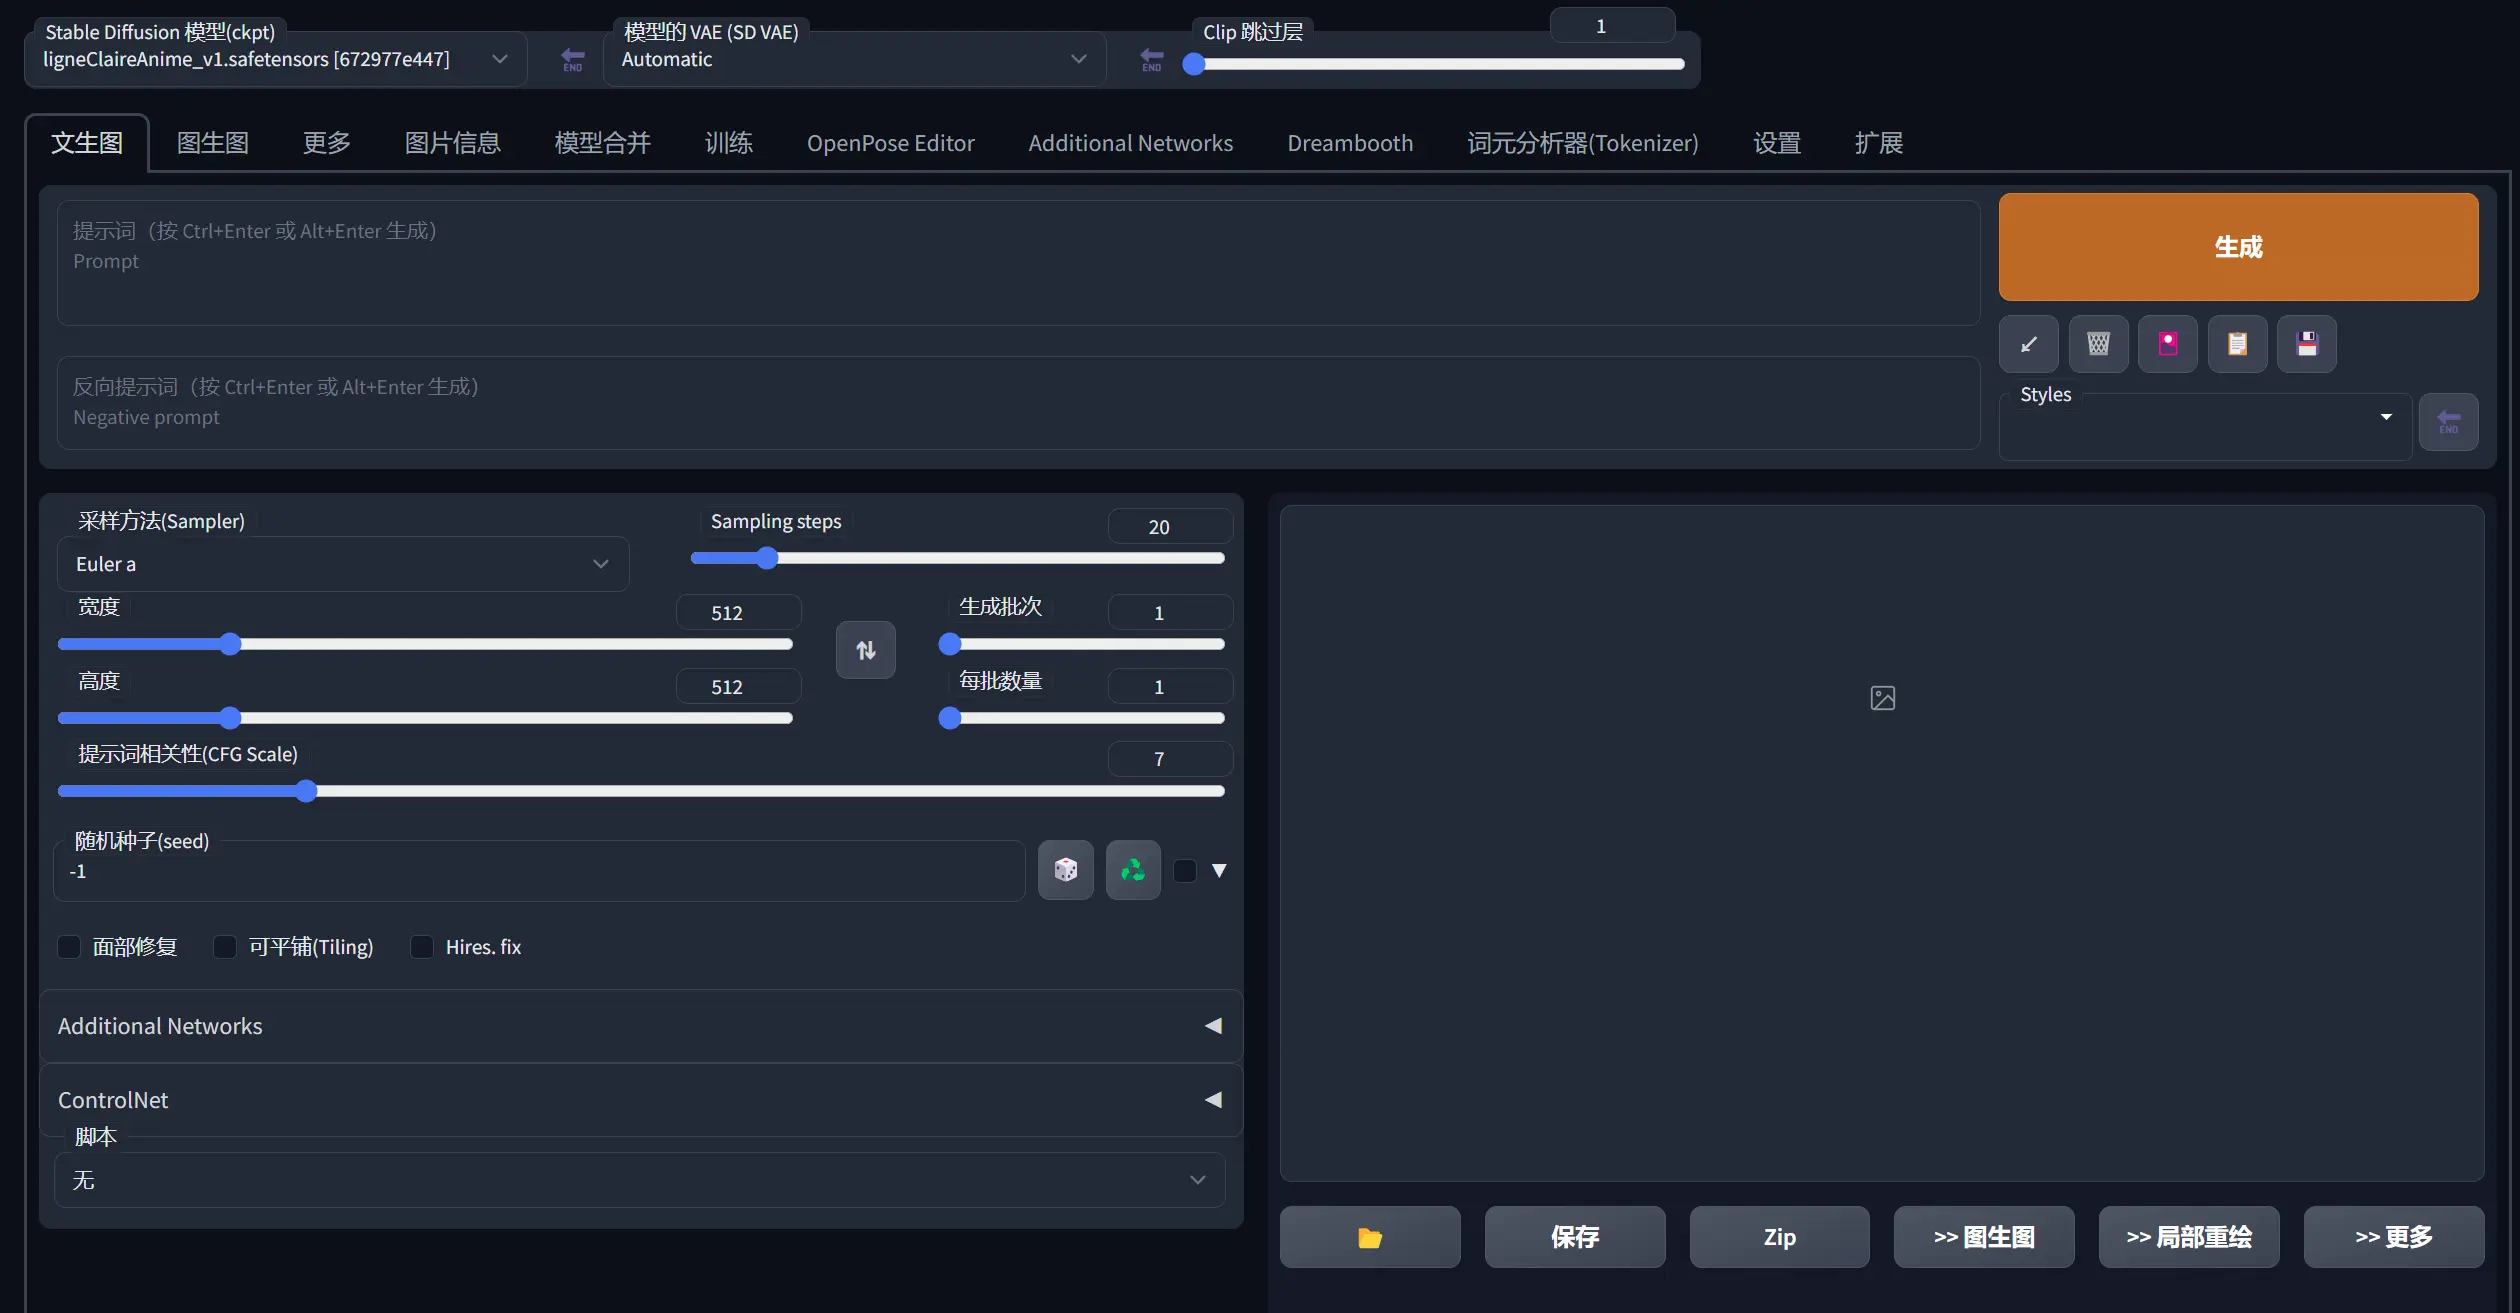 Stable Diffusion 模型(ckpt)
ligneClaireAnime_v1.safetensors [672977e447]
END
模型的 VAE (SD VAE)
Automatic
END
Clip 跳过层
1
文生图 图生图 更多 图片信息 模型合并 训练 OpenPose Editor Additional Networks Dreambooth 词元分析器(Tokenizer) 设置 扩展
提示词（按 Ctrl+Enter 或 Alt+Enter 生成）
Prompt
生成
反向提示词（按 Ctrl+Enter 或 Alt+Enter 生成）
Negative prompt
Styles
END
采样方法(Sampler)
Euler a
Sampling steps
20
宽度
512
生成批次
1
高度
512
每批数量
1
提示词相关性(CFG Scale)
7
随机种子(seed)
-1
面部修复 可平铺(Tiling) Hires. fix
Additional Networks
ControlNet
脚本
无
保存 Zip >> 图生图 >> 局部重绘 >> 更多